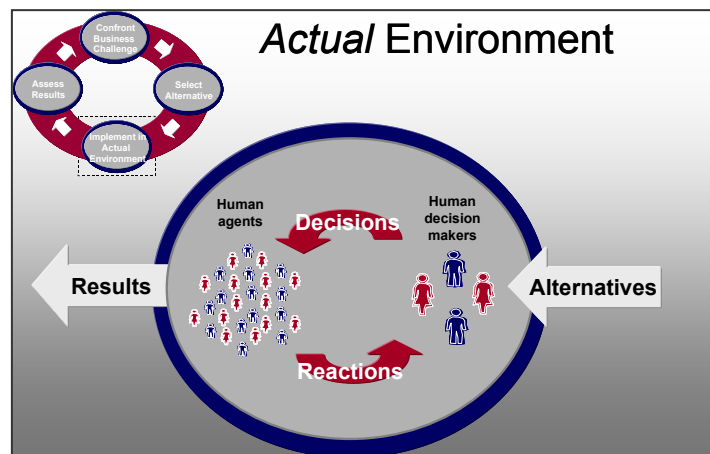 Actual Environment
Confront
Business
Challenge
Assess
Results
Select
Alternative
Implement in
Actual
Environment
Human
agents
Decisions
Human
decision
makers
Results
Alternatives
Reactions